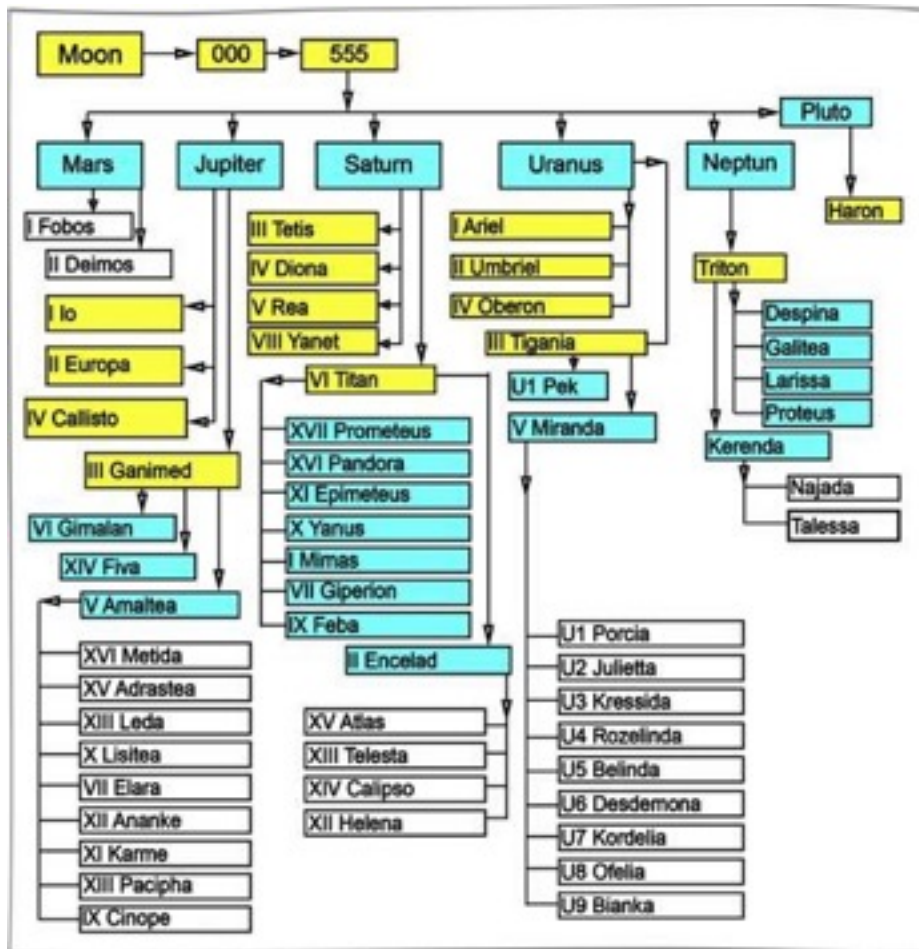 Moon
000
555
Pluto
Mars
Jupiter
Saturn
Uranus
Neptun
Haron
I Fobos
II Deimos
I Io
II Europa
IV Callisto
III Ganimed
VI Gimalan
XIV Fiva
V Amaltea
XVI Metida
XV Adrastea
XIII Leda
X Lisitea
VII Elara
XII Ananke
XI Karme
XIII Pacipha
IX Cinope
III Tetis
IV Diona
V Rea
VIII Yanet
VI Titan
XVII Prometeus
XVI Pandora
XI Epimeteus
X Yanus
I Mimas
VII Giperion
IX Feba
II Encelad
XV Atlas
XIII Telesta
XIV Calipso
XII Helena
I Ariel
II Umbriel
IV Oberon
III Tigania
U1 Pek
V Miranda
U1 Porcia
U2 Julietta
U3 Kressida
U4 Rozelinda
U5 Belinda
U6 Desdemona
U7 Kordelia
U8 Ofelia
U9 Bianka
Triton
Despina
Galitea
Larissa
Proteus
Kerenda
Najada
Talessa